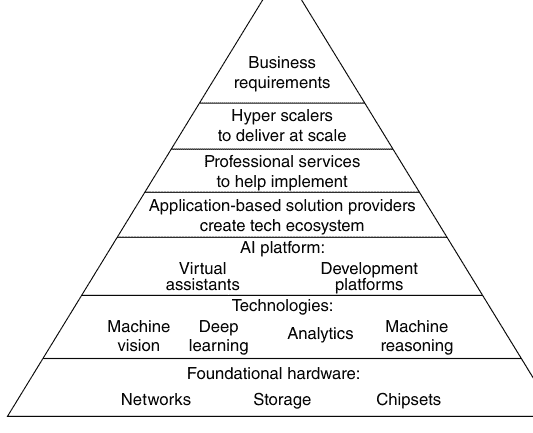 Business
requirements
Hyper scalers
to deliver at scale
Professional services
to help implement
Application-based solution providers
create tech ecosystem
AI platform:
Virtual
assistants
Development
platforms
Technologies:
Machine
vision
Deep
learning
Analytics
Machine
reasoning
Foundational hardware:
Networks
Storage
Chipsets